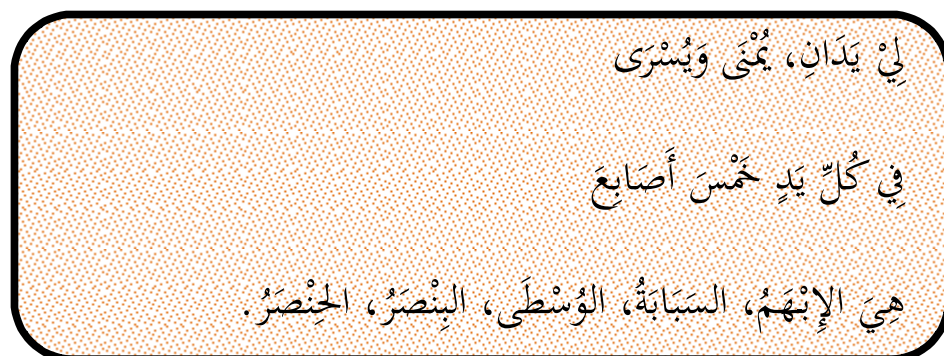 لِيْ يَدَانِ، يُمْنَى وَيُسْرَى
فِي كُلِّ يَدٍ خَمْسَ أَصَابِعَ
هِيَ الإِبْهَمُ، السَبَابَةُ، الوُسْطَى، البِنْصَرُ، الخِنْصَرُ.